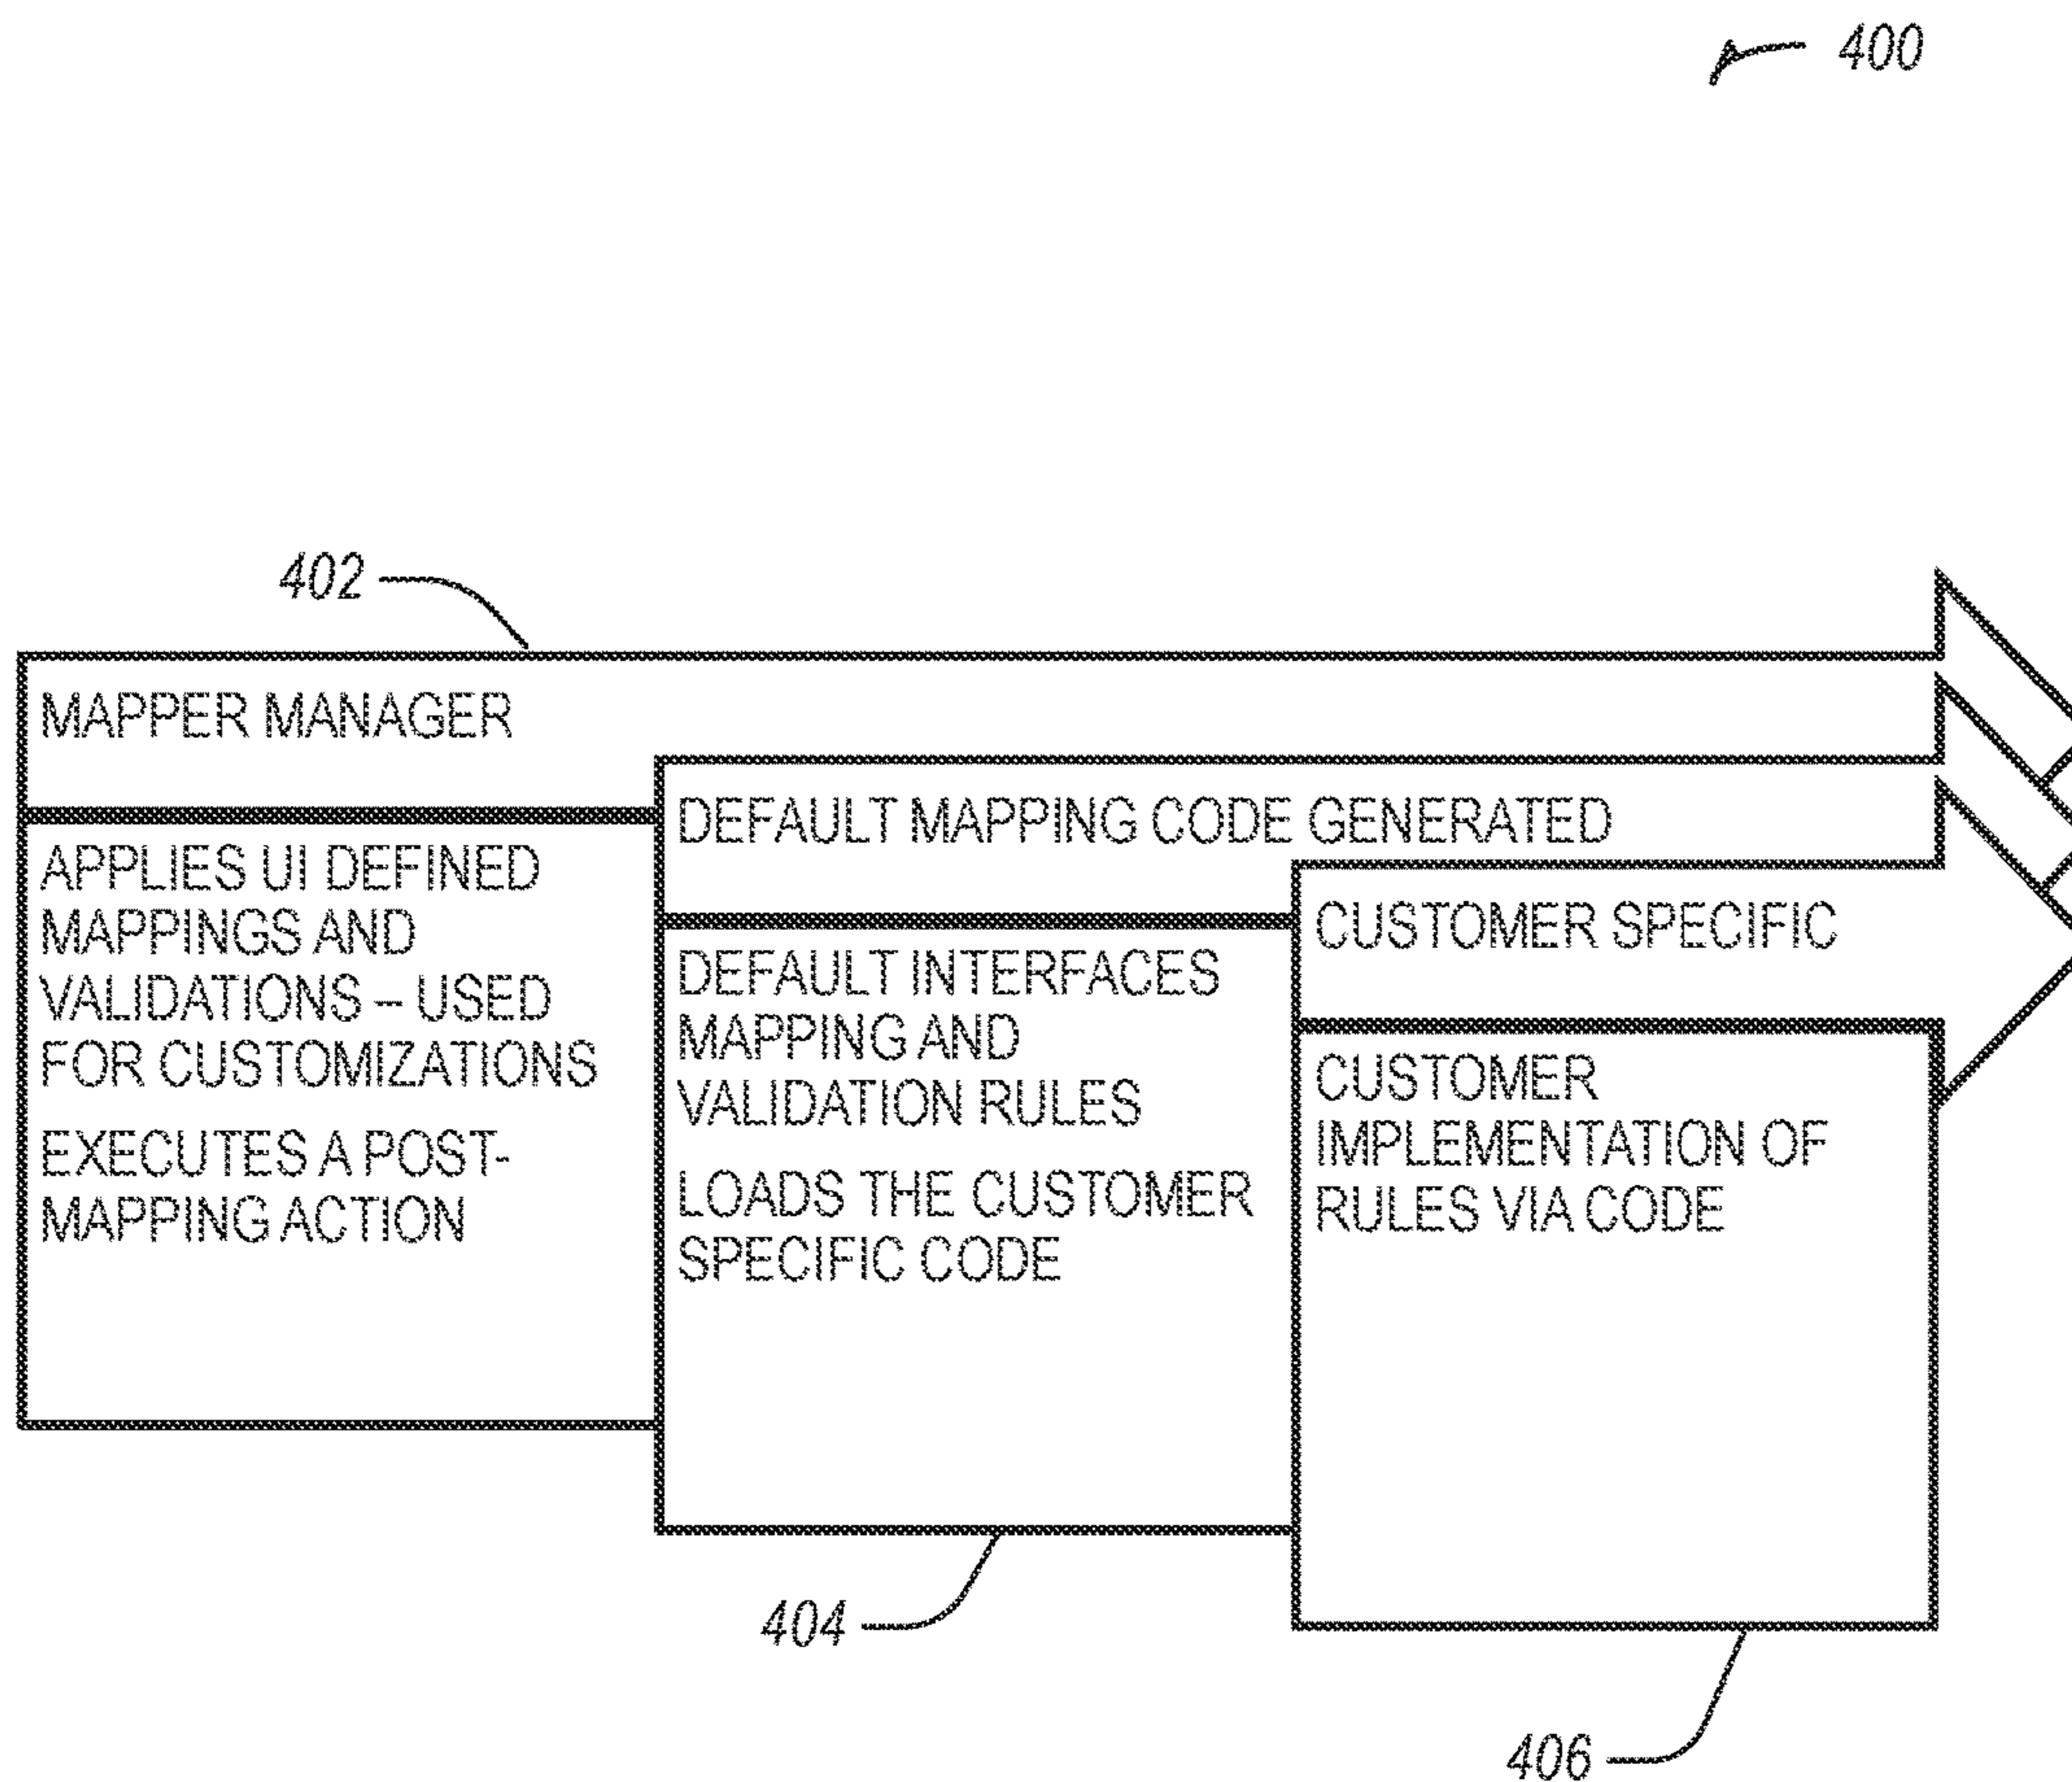 400
402
MAPPER MANAGER
APPLIES UI DEFINED
MAPPINGS AND
VALIDATIONS – USED
FOR CUSTOMIZATIONS
EXECUTES A POST-
MAPPING ACTION
DEFAULT MAPPING CODE GENERATED
DEFAULT INTERFACES
MAPPING AND
VALIDATION RULES
LOADS THE CUSTOMER
SPECIFIC CODE
404
CUSTOMER SPECIFIC
CUSTOMER
IMPLEMENTATION OF
RULES VIA CODE
406